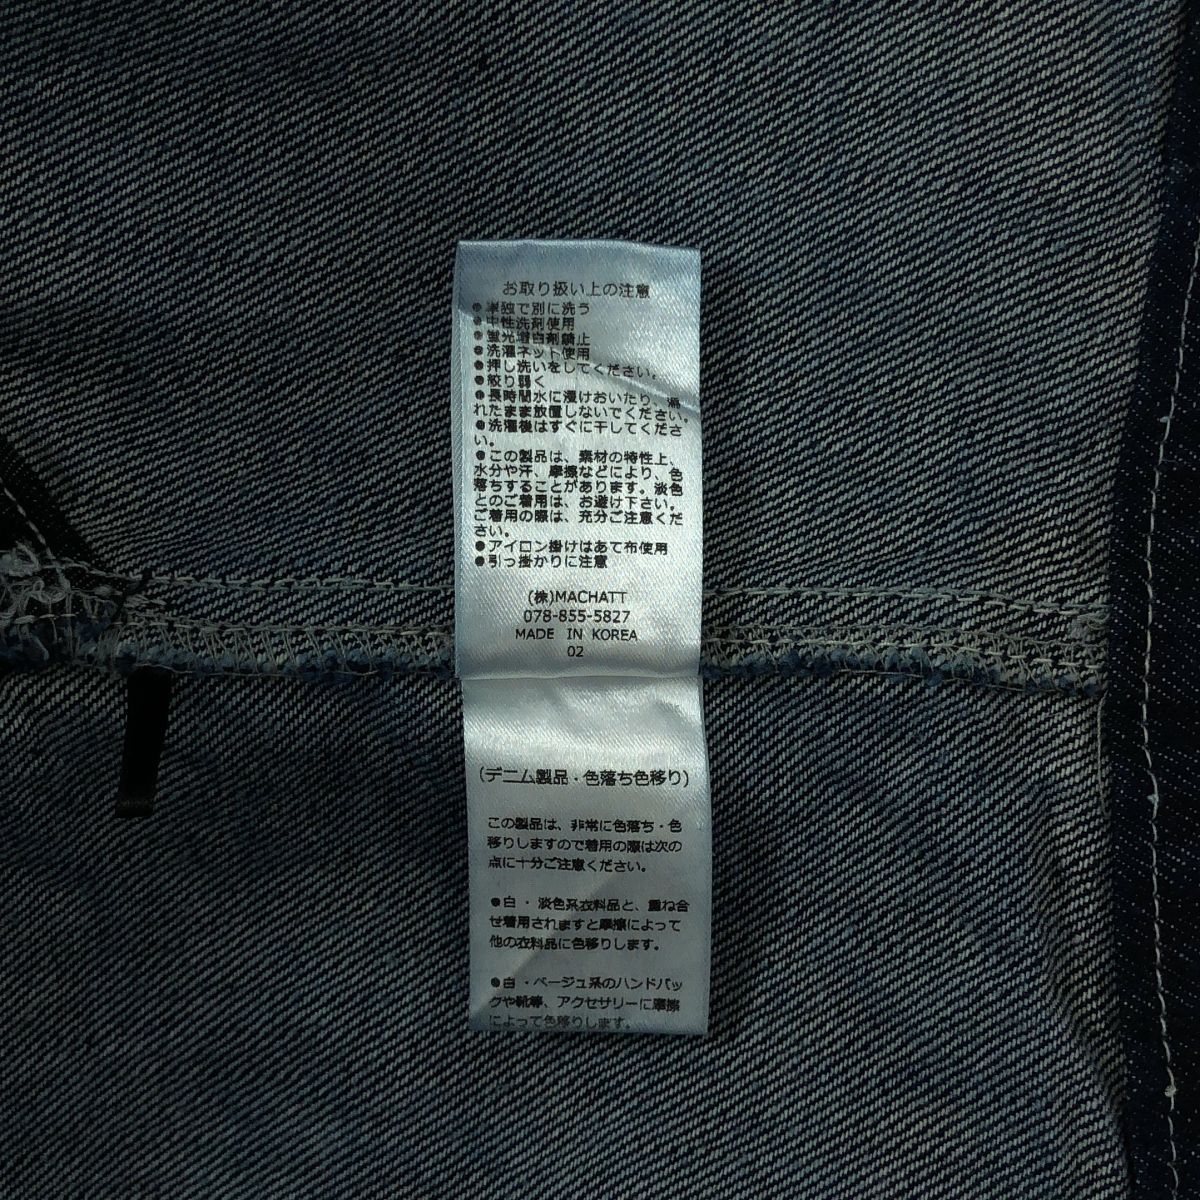 お取り扱い上の注意
●単独で別に洗う
●中性洗剤使用
●蛍光増白剤禁止
●洗濯ネット使用
●押し洗いをしてください。
●絞り弱く
●長時間水に浸けおいたり、濡
れたまま放置しないでください。
●洗濯後はすぐに干してくださ
い。
●この製品は、素材の特性上、
水分や汗、摩擦などにより、色
落ちすることがあります。淡色
とのご着用は、お避け下さい。
ご着用の際は、充分ご注意くだ
さい。
●アイロン掛けはあて布使用
●引っ掛かりに注意
(株)MACHATT
078-855-5827
MADE IN KOREA
02
(デニム製品・色落ち色移り)
この製品は、非常に色落ち・色
移りしますので着用の際は次の
点に十分ご注意ください。
●白・淡色系衣料品と、重ね合
せ着用されますと摩擦によって
他の衣料品に色移りします。
●白・ベージュ系のハンドバッ
グや靴等、アクセサリーに摩擦
によって色移りします。